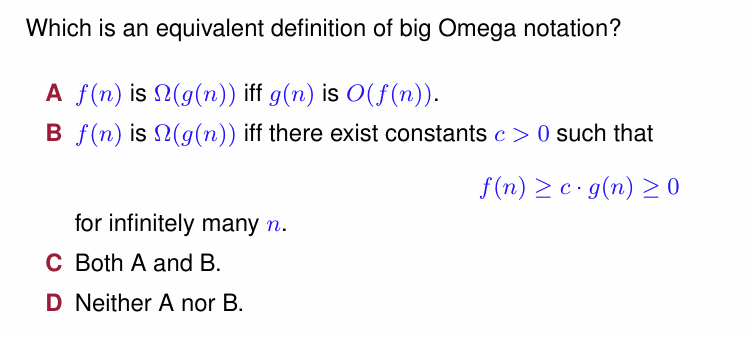 Which is an equivalent definition of big Omega notation?
A f(n) is Ω(g(n)) iff g(n) is O(f(n)).
B f(n) is Ω(g(n)) iff there exist constants c > 0 such that
f(n) ≥ c · g(n) ≥ 0
for infinitely many n.
C Both A and B.
D Neither A nor B.